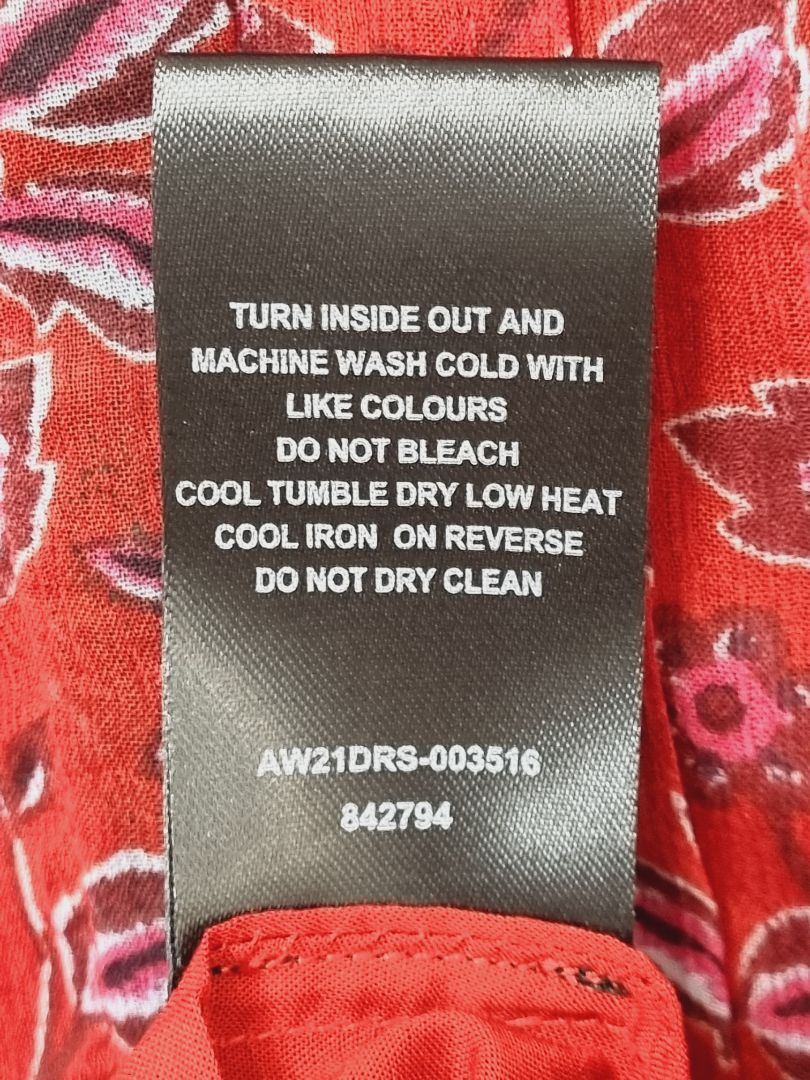 TURN INSIDE OUT AND
MACHINE WASH COLD WITH
LIKE COLOURS
DO NOT BLEACH
COOL TUMBLE DRY LOW HEAT
COOL IRON ON REVERSE
DO NOT DRY CLEAN
AW21DRS-003516
842794